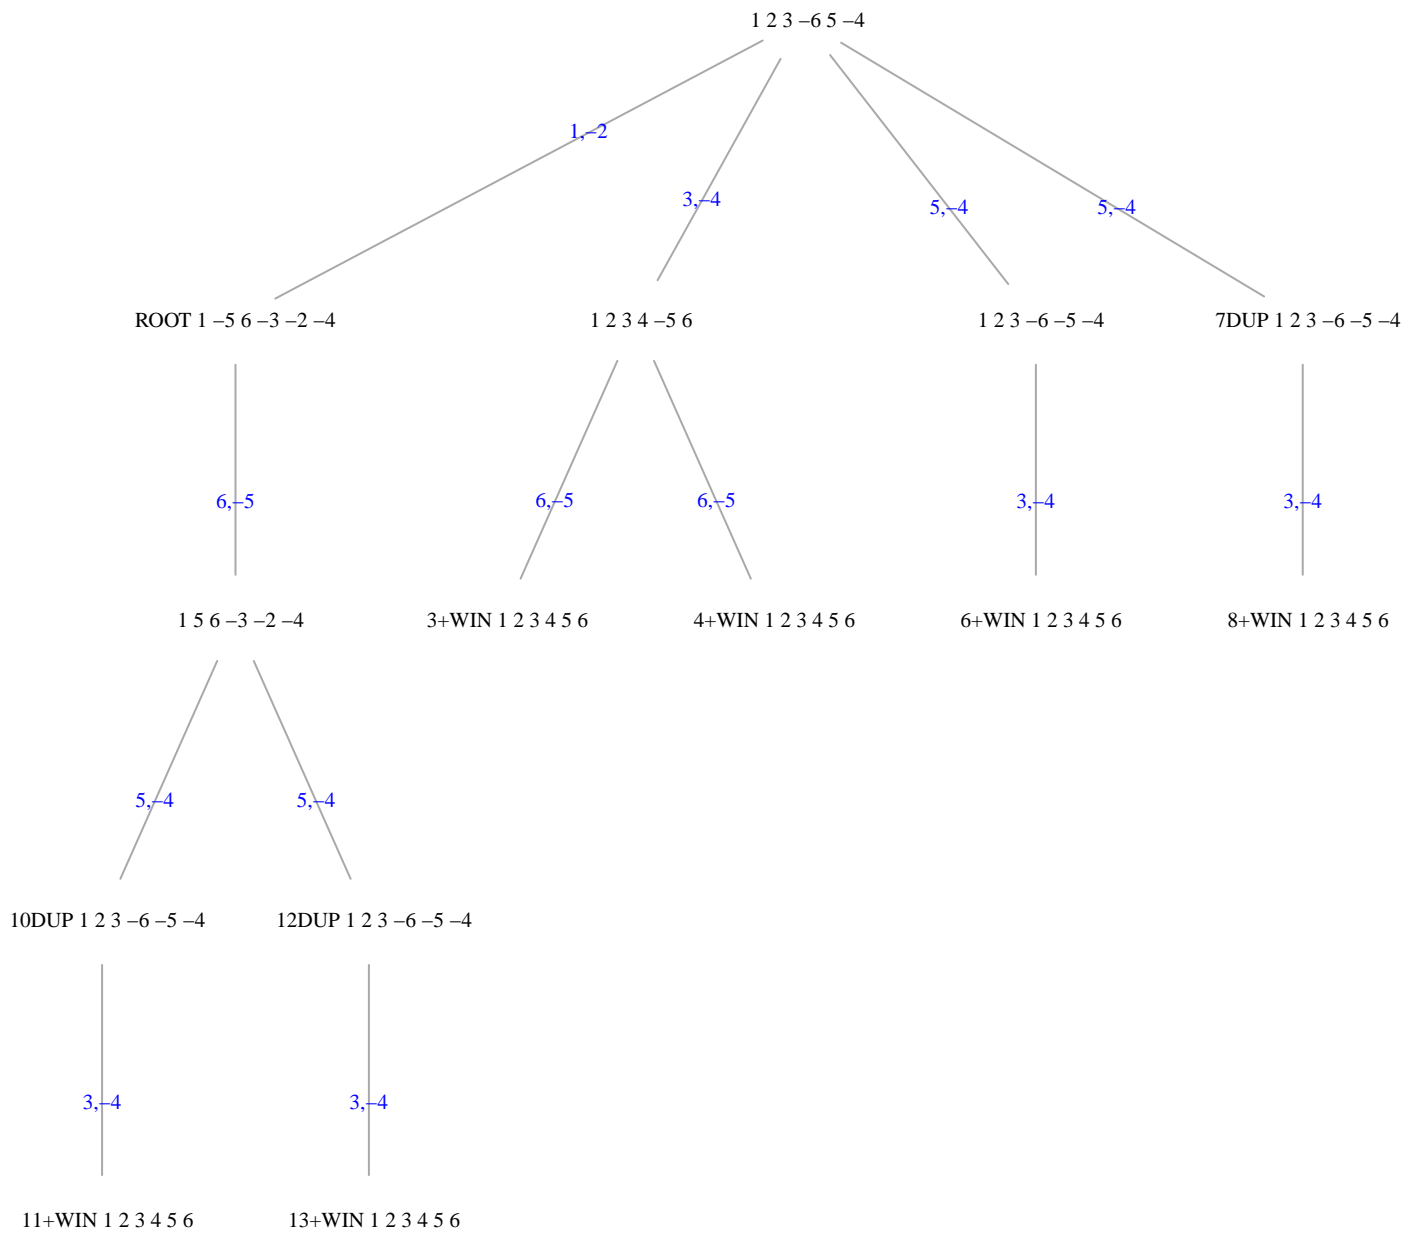 1 2 3 –6 5 –4
1,–2
3,–4
5,–4
5,–4
ROOT 1 –5 6 –3 –2 –4
1 2 3 4 –5 6
1 2 3 –6 –5 –4
7DUP 1 2 3 –6 –5 –4
6,–5
6,–5
6,–5
3,–4
3,–4
1 5 6 –3 –2 –4
3+WIN 1 2 3 4 5 6
4+WIN 1 2 3 4 5 6
6+WIN 1 2 3 4 5 6
8+WIN 1 2 3 4 5 6
5,–4
5,–4
10DUP 1 2 3 –6 –5 –4
12DUP 1 2 3 –6 –5 –4
3,–4
3,–4
11+WIN 1 2 3 4 5 6
13+WIN 1 2 3 4 5 6